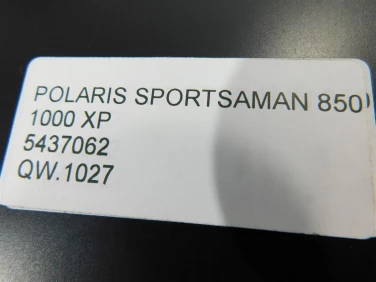 POLARIS SPORTSAMAN 850
1000 XP
5437062
QW.1027